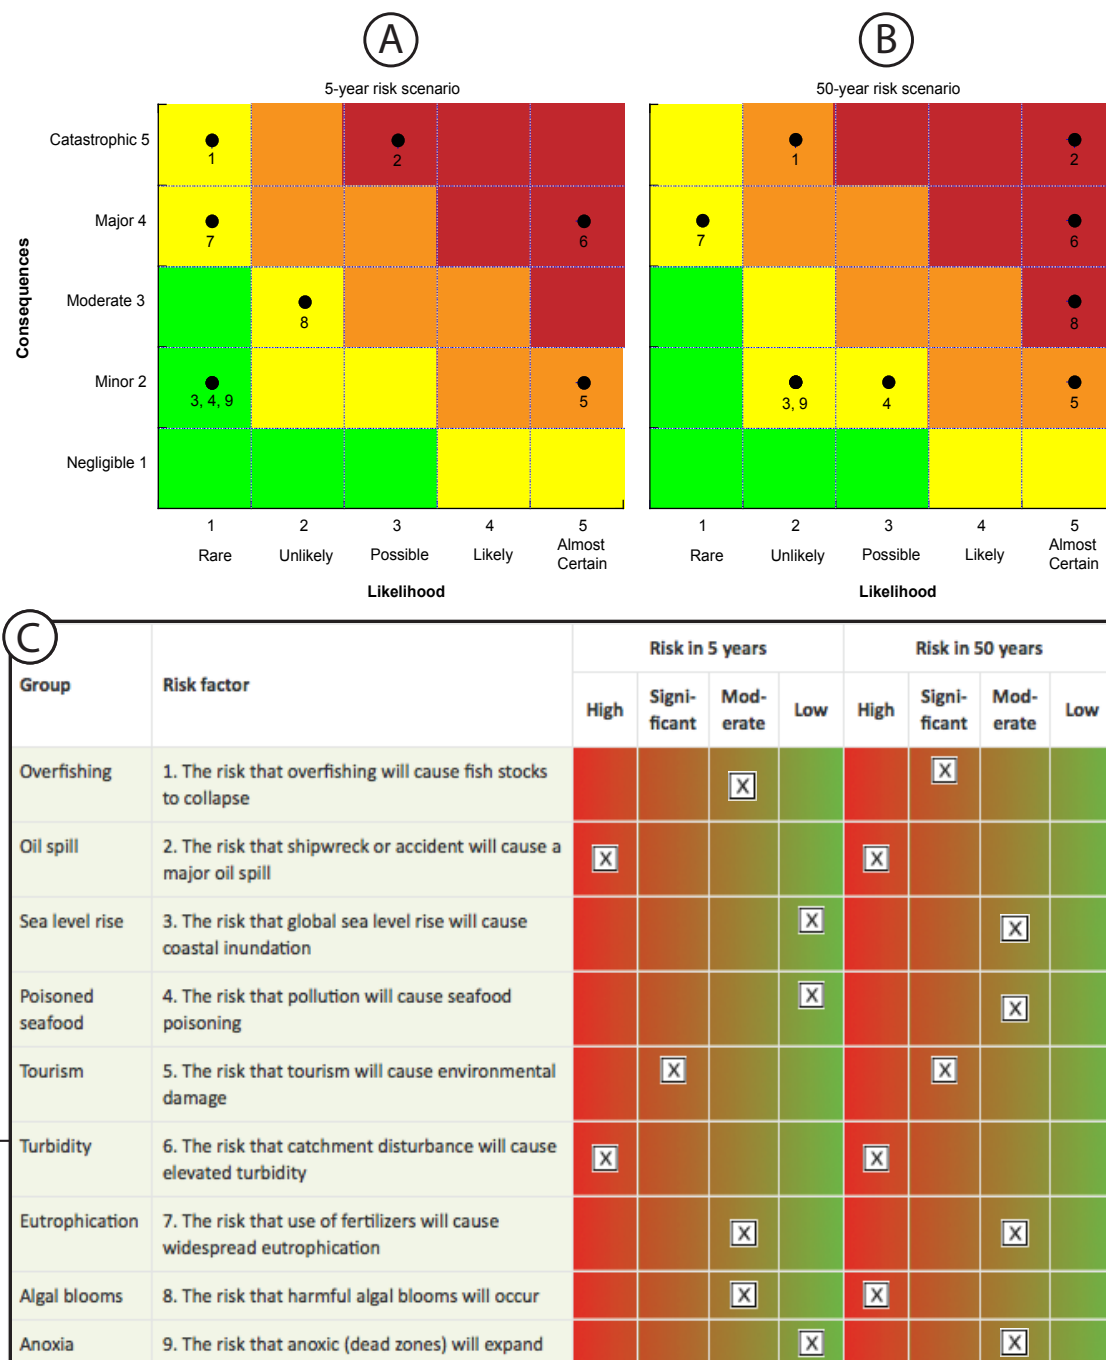 A
B
5-year risk scenario
50-year risk scenario
Consequences
Catastrophic 5
1
2
1
2
Major 4
7
6
7
6
Moderate 3
8
8
Minor 2
3, 4, 9
5
3, 9
4
5
Negligible 1
1 2 3 4 5
Rare Unlikely Possible Likely Almost Certain
Likelihood
1 2 3 4 5
Rare Unlikely Possible Likely Almost Certain
Likelihood
C
Group
Risk factor
Risk in 5 years
Risk in 50 years
High
Signi-
ficant
Mod-
erate
Low
High
Signi-
ficant
Mod-
erate
Low
Overfishing
1. The risk that overfishing will cause fish stocks
to collapse
X
X
Oil spill
2. The risk that shipwreck or accident will cause a
major oil spill
X
X
Sea level rise
3. The risk that global sea level rise will cause
coastal inundation
X
X
Poisoned
seafood
4. The risk that pollution will cause seafood
poisoning
X
X
Tourism
5. The risk that tourism will cause environmental
damage
X
X
Turbidity
6. The risk that catchment disturbance will cause
elevated turbidity
X
X
Eutrophication
7. The risk that use of fertilizers will cause
widespread eutrophication
X
X
Algal blooms
8. The risk that harmful algal blooms will occur
X
X
Anoxia
9. The risk that anoxic (dead zones) will expand
X
X